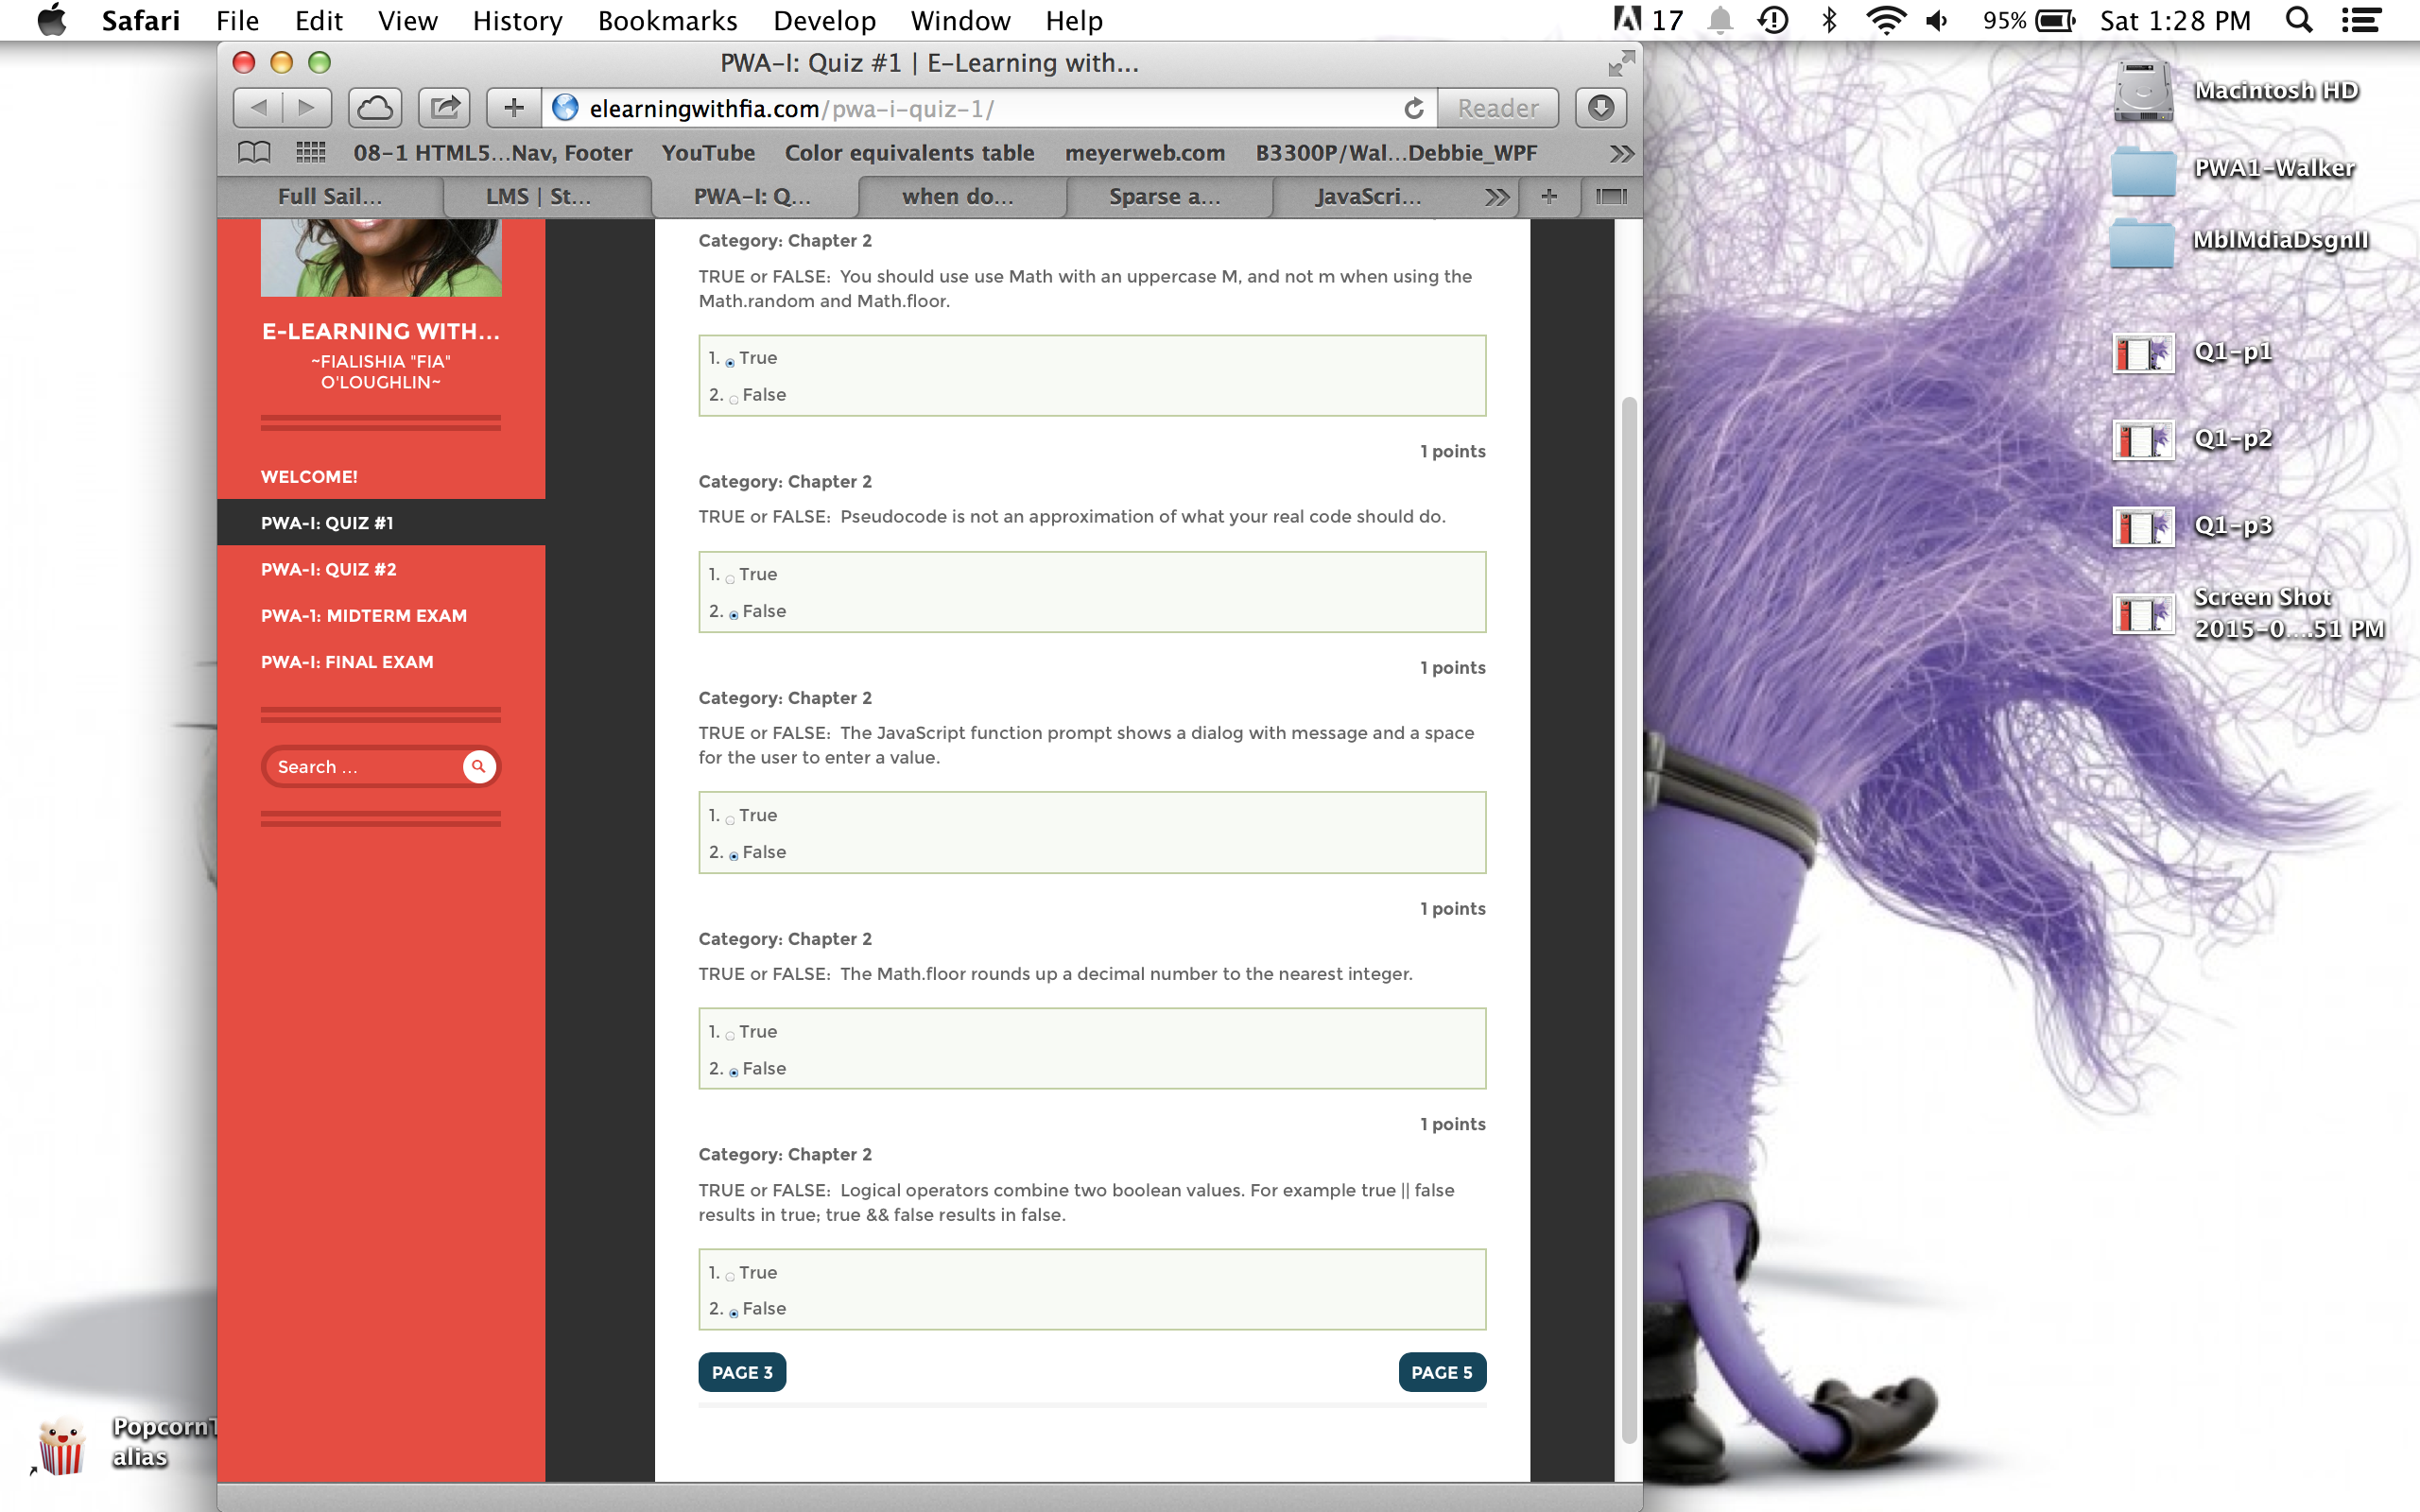 Safari File Edit View History Bookmarks Develop Window Help 17 95% Sat 1:28 PM
PWA-I: Quiz #1 | E-Learning with...
elearningwithfia.com/pwa-i-quiz-1/ Reader
08-1 HTML5...Nav, Footer YouTube Color equivalents table meyerweb.com B3300P/Wal...Debbie_WPF
Full Sail... LMS | St... PWA-I: Q... when do... Sparse a... JavaScri...
E-LEARNING WITH...
~FIALISHIA "FIA"
O'LOUGHLIN~
WELCOME!
PWA-I: QUIZ #1
PWA-I: QUIZ #2
PWA-1: MIDTERM EXAM
PWA-I: FINAL EXAM
Search ...
Category: Chapter 2
TRUE or FALSE: You should use use Math with an uppercase M, and not m when using the
Math.random and Math.floor.
1. True
2. False
1 points
Category: Chapter 2
TRUE or FALSE: Pseudocode is not an approximation of what your real code should do.
1. True
2. False
1 points
Category: Chapter 2
TRUE or FALSE: The JavaScript function prompt shows a dialog with message and a space
for the user to enter a value.
1. True
2. False
1 points
Category: Chapter 2
TRUE or FALSE: The Math.floor rounds up a decimal number to the nearest integer.
1. True
2. False
1 points
Category: Chapter 2
TRUE or FALSE: Logical operators combine two boolean values. For example true || false
results in true; true && false results in false.
1. True
2. False
PAGE 3 PAGE 5
Macintosh HD
PWA1-Walker
MblMdiaDsgnII
Q1-p1
Q1-p2
Q1-p3
Screen Shot
2015-0....51 PM
PopcornT
alias